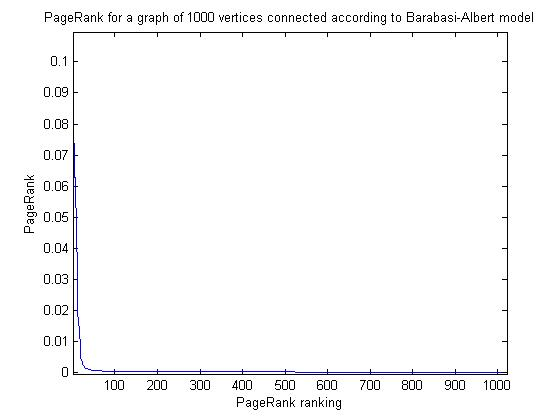 PageRank for a graph of 1000 vertices connected according to Barabasi-Albert model
0.1
0.09
0.08
0.07
0.06
0.05
0.04
0.03
0.02
0.01
0
PageRank
100 200 300 400 500 600 700 800 900 1000
PageRank ranking